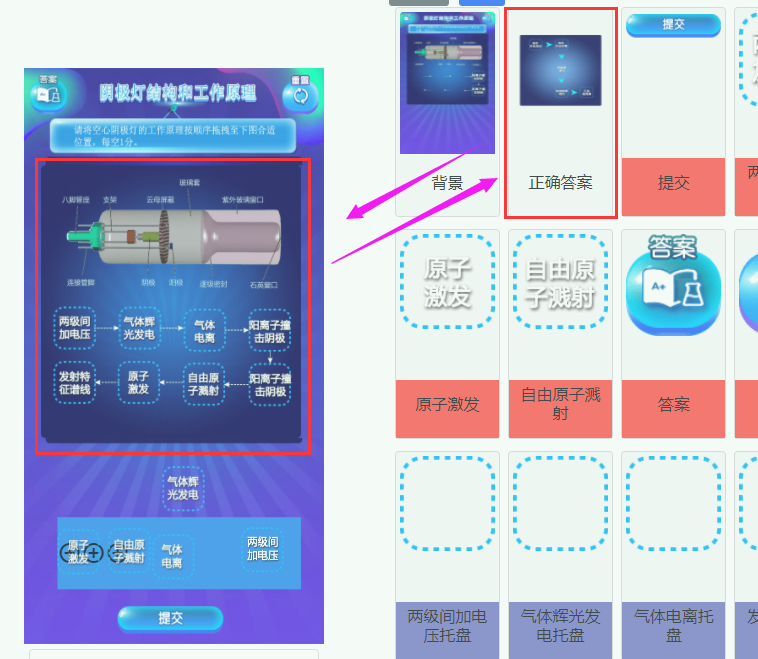 答案
阴极灯结构和工作原理
重置
请将空心阴极灯的工作原理按顺序拖拽至下图合适
位置。每空1分。
玻璃套
八脚管座
支架
云母屏蔽
紫外玻璃窗口
连接管脚
阴极
阳极
逐级密封
石英窗口
两级间
加电压
气体辉
光发电
气体
电离
阳离子撞
击阴极
发射特
征谱线
原子
激发
自由原
子溅射
阳离子撞
击阴极
气体辉
光发电
原子
激发
自由原
子溅射
气体
电离
两级间
加电压
提交
背景
正确答案
提交
提交
原子
激发
原子激发
自由原
子溅射
自由原子溅
射
答案
A+
答案
两级间加电
压托盘
气体辉光发
电托盘
气体电离托
盘